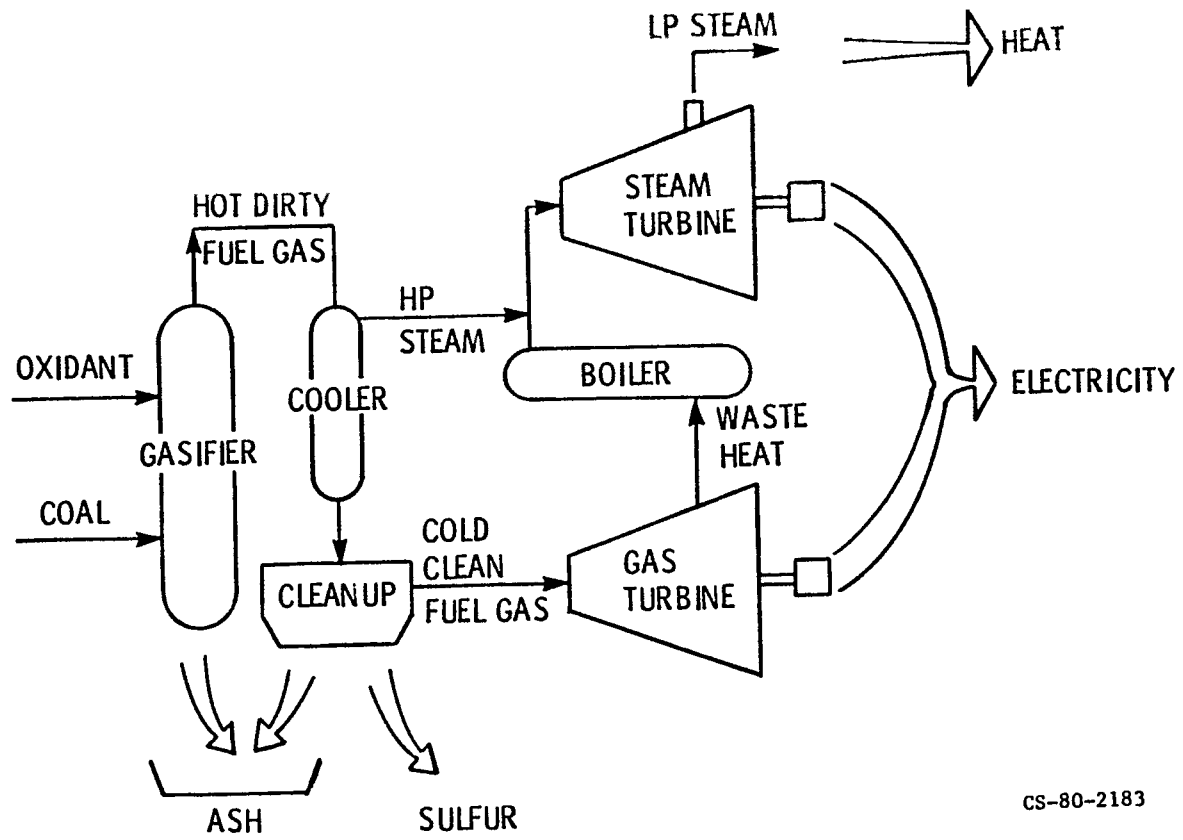 LP STEAM
HEAT
STEAM
TURBINE
HOT DIRTY
FUEL GAS
HP
STEAM
OXIDANT
COOLER
BOILER
ELECTRICITY
GASIFIER
WASTE
HEAT
COAL
COLD
CLEAN
FUEL GAS
CLEANUP
GAS
TURBINE
ASH
SULFUR
CS-80-2183